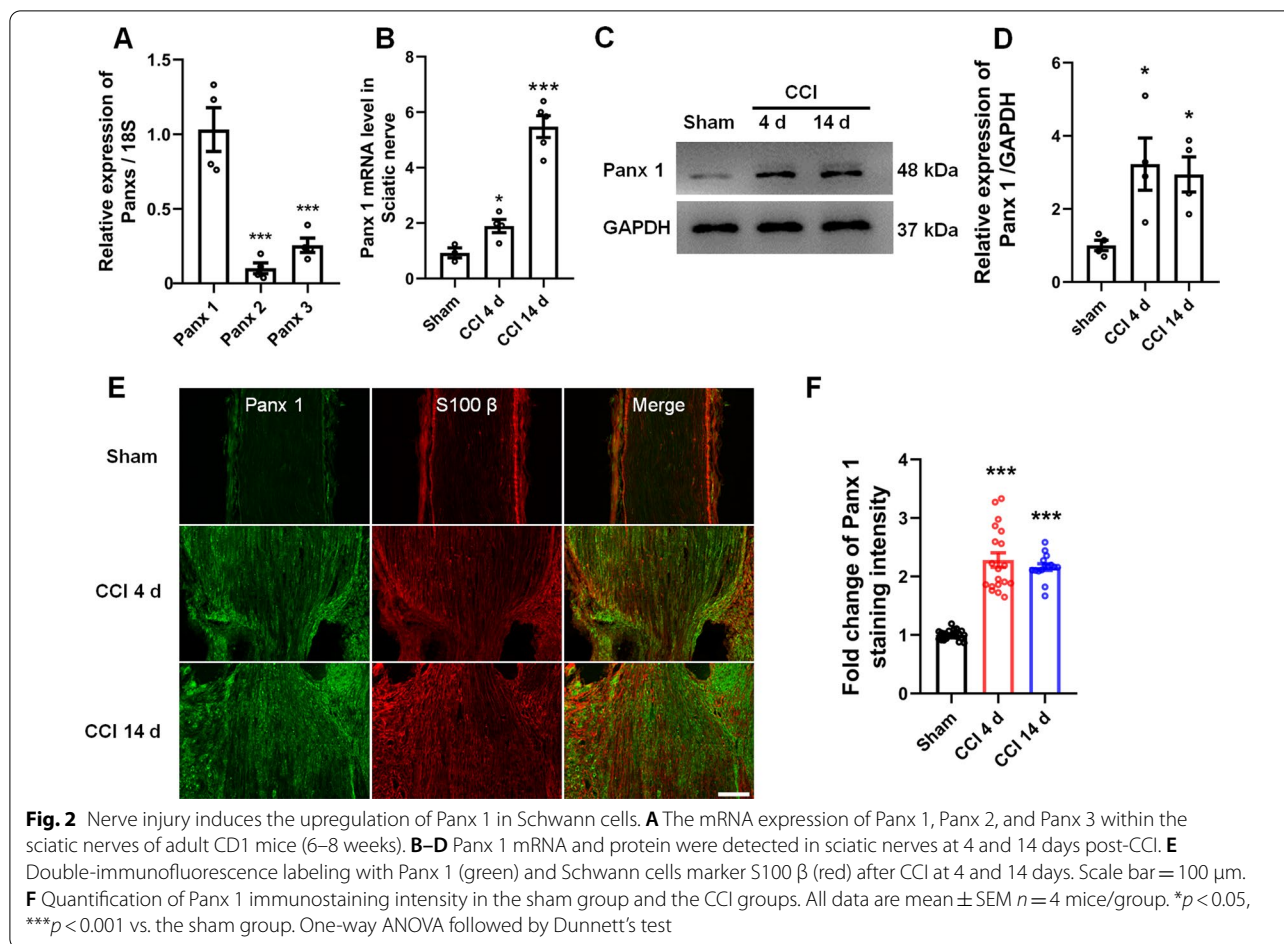 A
Relative expression of
Panxs / 18S
1.5
1.0
0.5
0
***
***
Panx 1
Panx 2
Panx 3
B
Panx 1 mRNA level in
Sciatic nerve
8
6
4
2
0
*
***
Sham
CCI 4 d
CCI 14 d
C
CCI
Sham
4 d
14 d
Panx 1
48 kDa
GAPDH
37 kDa
D
Relative expression of
Panx 1 /GAPDH
6
4
2
0
*
*
sham
CCI 4 d
CCI 14 d
E
Panx 1
S100 β
Merge
Sham
CCI 4 d
CCI 14 d
F
Fold change of Panx 1
staining intensity
4
3
2
1
0
***
***
Sham
CCI 4 d
CCI 14 d
Fig. 2 Nerve injury induces the upregulation of Panx 1 in Schwann cells. A The mRNA expression of Panx 1, Panx 2, and Panx 3 within the
sciatic nerves of adult CD1 mice (6–8 weeks). B–D Panx 1 mRNA and protein were detected in sciatic nerves at 4 and 14 days post-CCI. E
Double-immunofluorescence labeling with Panx 1 (green) and Schwann cells marker S100 β (red) after CCI at 4 and 14 days. Scale bar = 100 μm.
F Quantification of Panx 1 immunostaining intensity in the sham group and the CCI groups. All data are mean ± SEM n = 4 mice/group. *p < 0.05,
***p < 0.001 vs. the sham group. One-way ANOVA followed by Dunnett's test